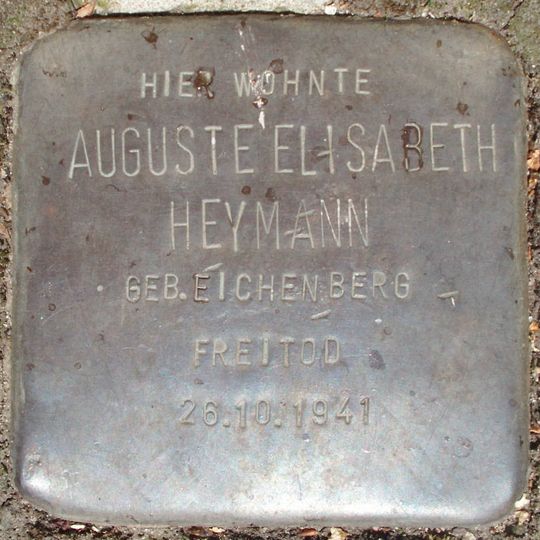 HIER WOHNTE
AUGUSTE ELISABETH
HEYMANN
GEB. EICHENBERG
FREITOD
26.10.1941